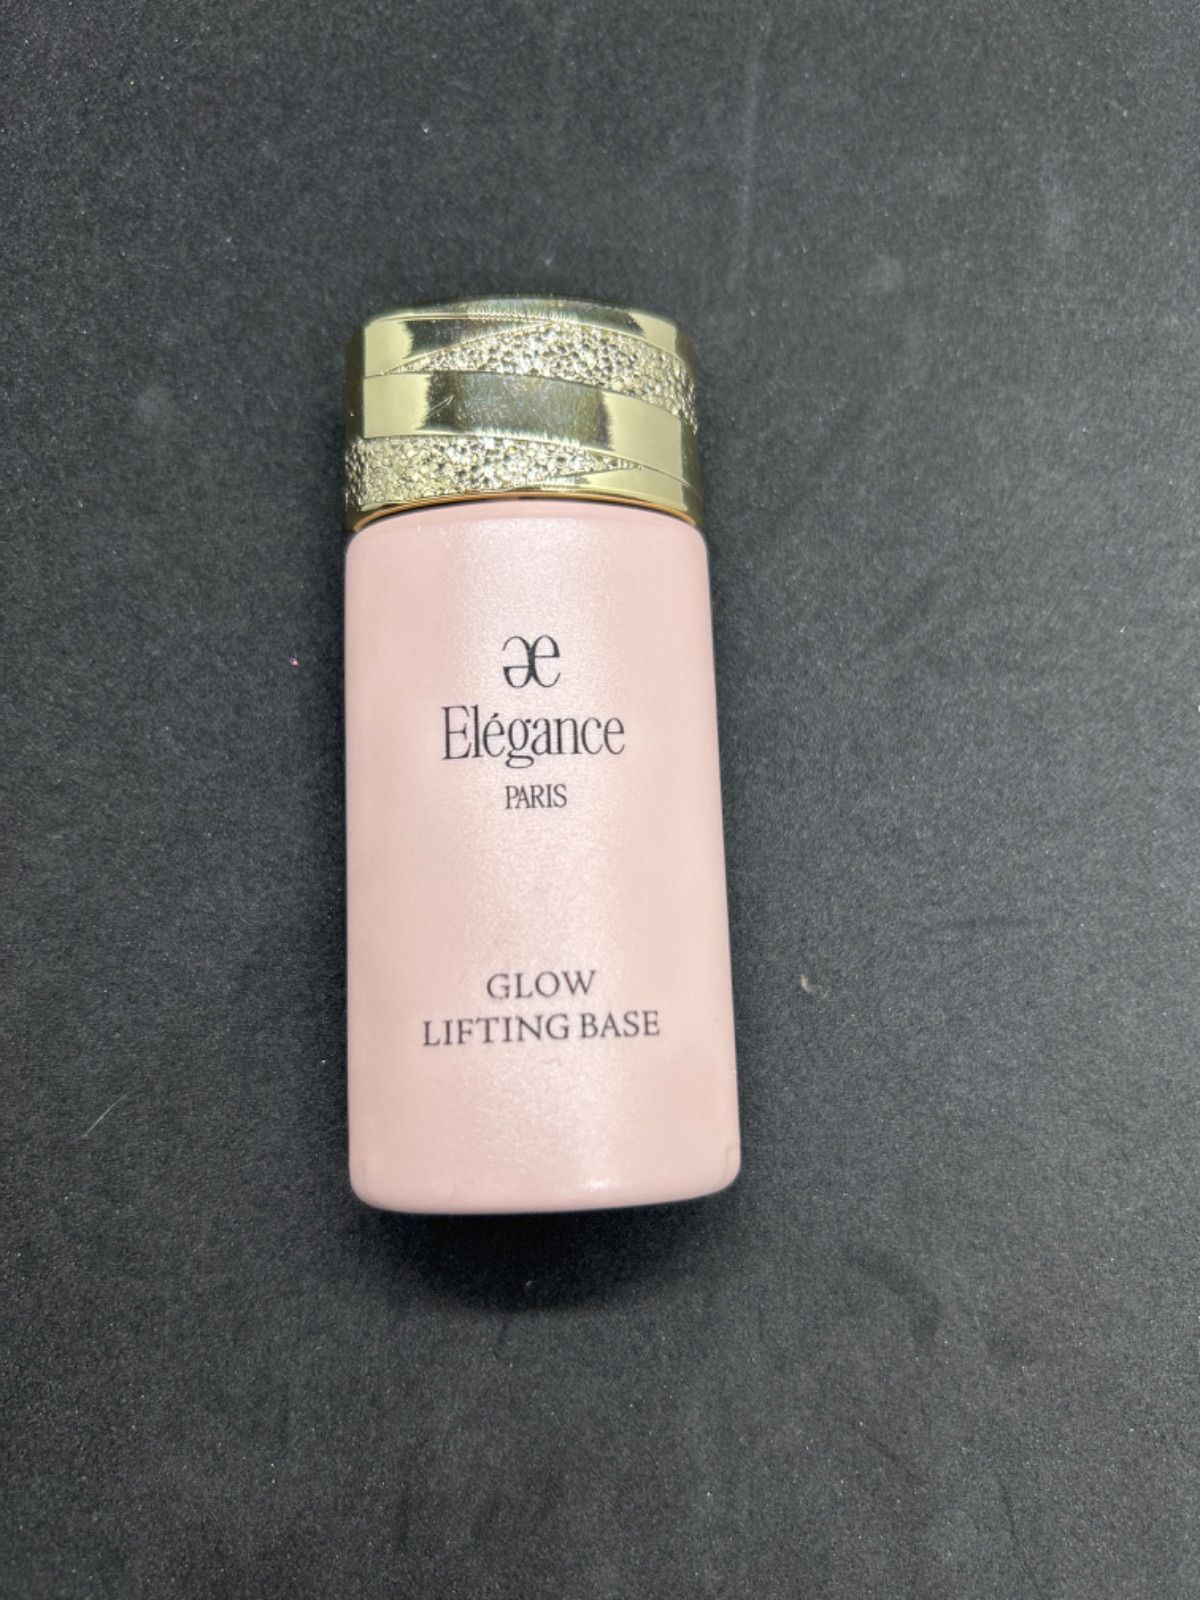 æ
Elégance
PARIS
GLOW
LIFTING BASE